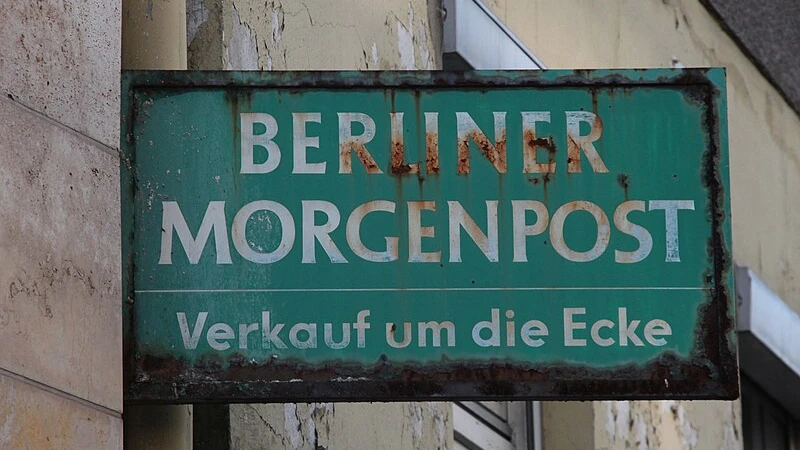 BERLINER
MORGENPOST
Verkauf um die Ecke